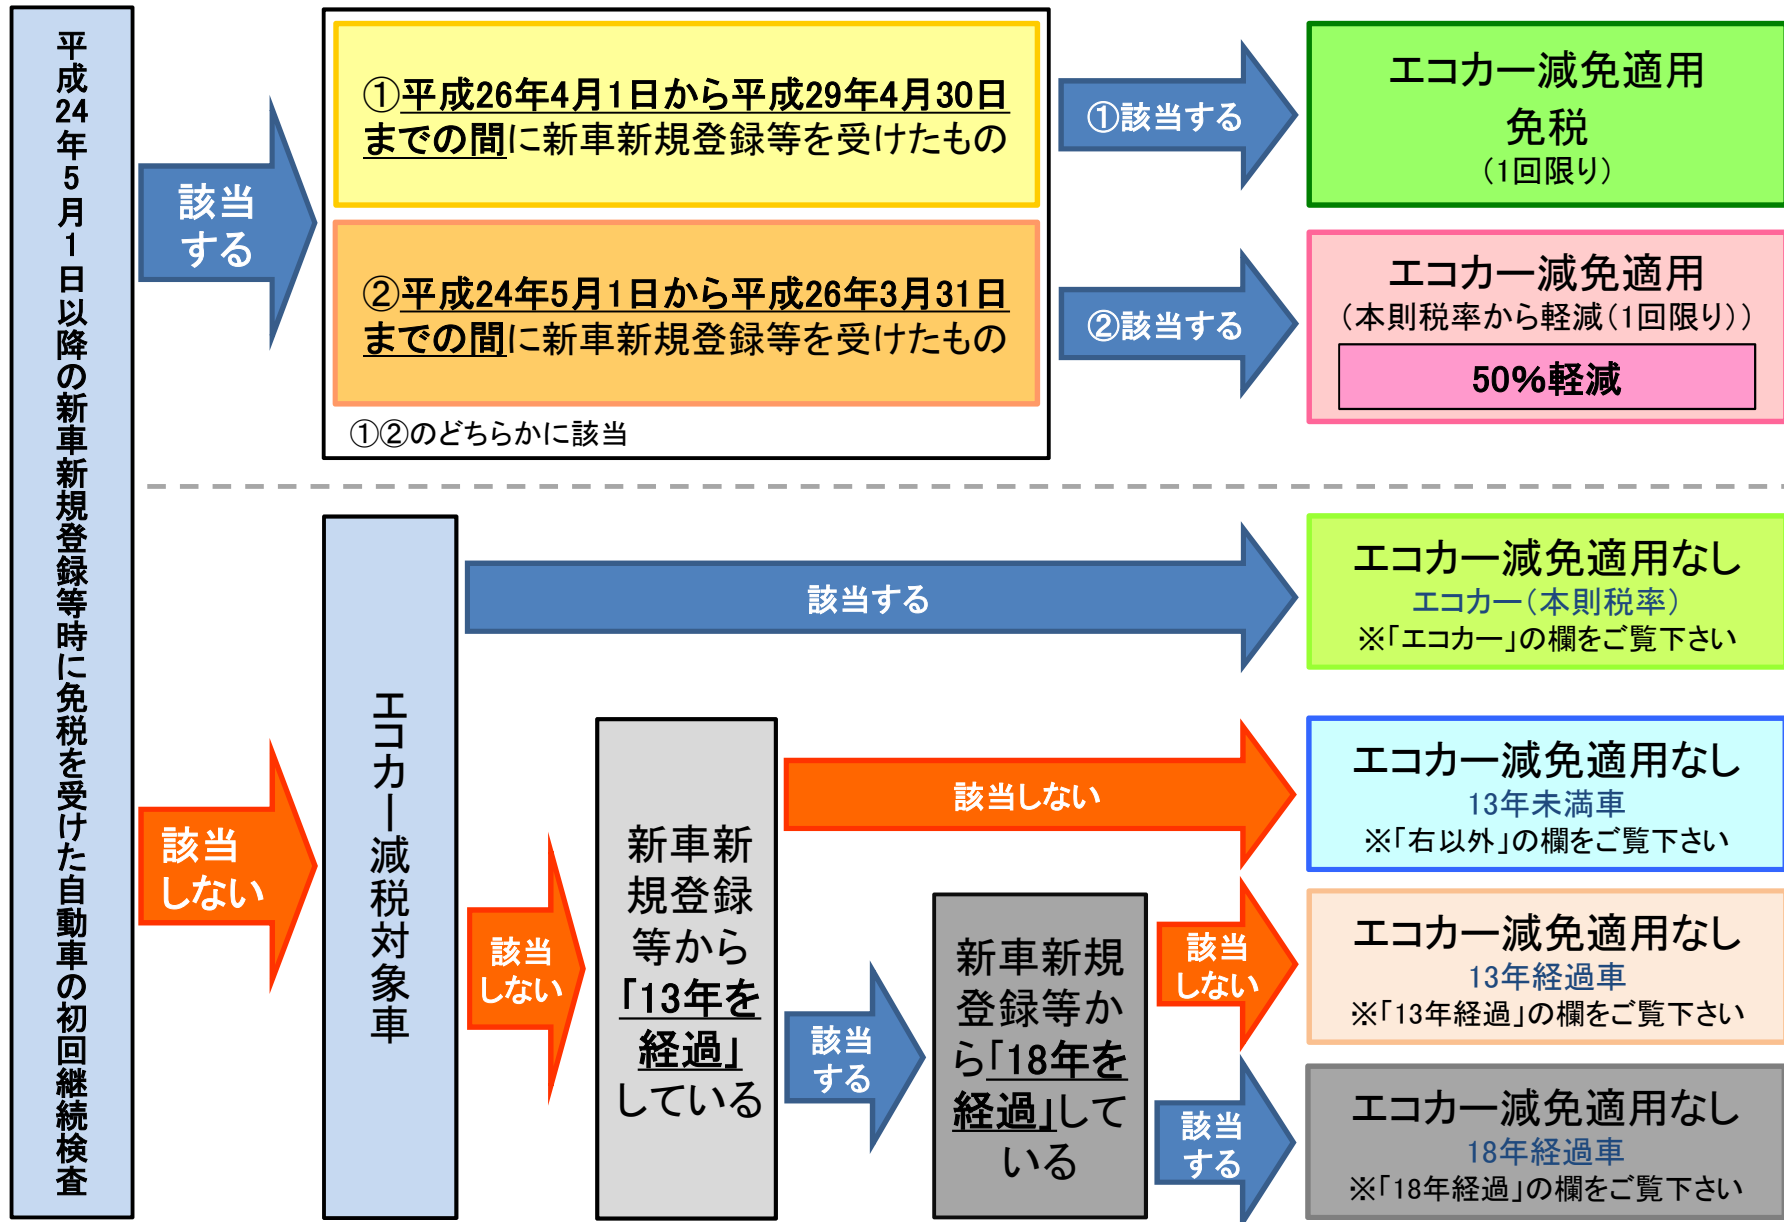 平成24年5月1日以降の新車新規登録等時に免税を受けた自動車の初回継続検査
該当
する
①平成26年4月1日から平成29年4月30日
までの間に新車新規登録等を受けたもの
②平成24年5月1日から平成26年3月31日
までの間に新車新規登録等を受けたもの
①②のどちらかに該当
①該当する
エコカー減免適用
免税
(1回限り)
②該当する
エコカー減免適用
(本則税率から軽減(1回限り))
50%軽減
該当
しない
エコカー減税対象車
該当する
エコカー減免適用なし
エコカー(本則税率)
※「エコカー」の欄をご覧下さい
該当
しない
新車新
規登録
等から
「13年を
経過」
している
該当しない
エコカー減免適用なし
13年未満車
※「右以外」の欄をご覧下さい
該当
する
新車新規
登録等か
ら「18年を
経過」して
いる
該当
しない
エコカー減免適用なし
13年経過車
※「13年経過」の欄をご覧下さい
該当
する
エコカー減免適用なし
18年経過車
※「18年経過」の欄をご覧下さい